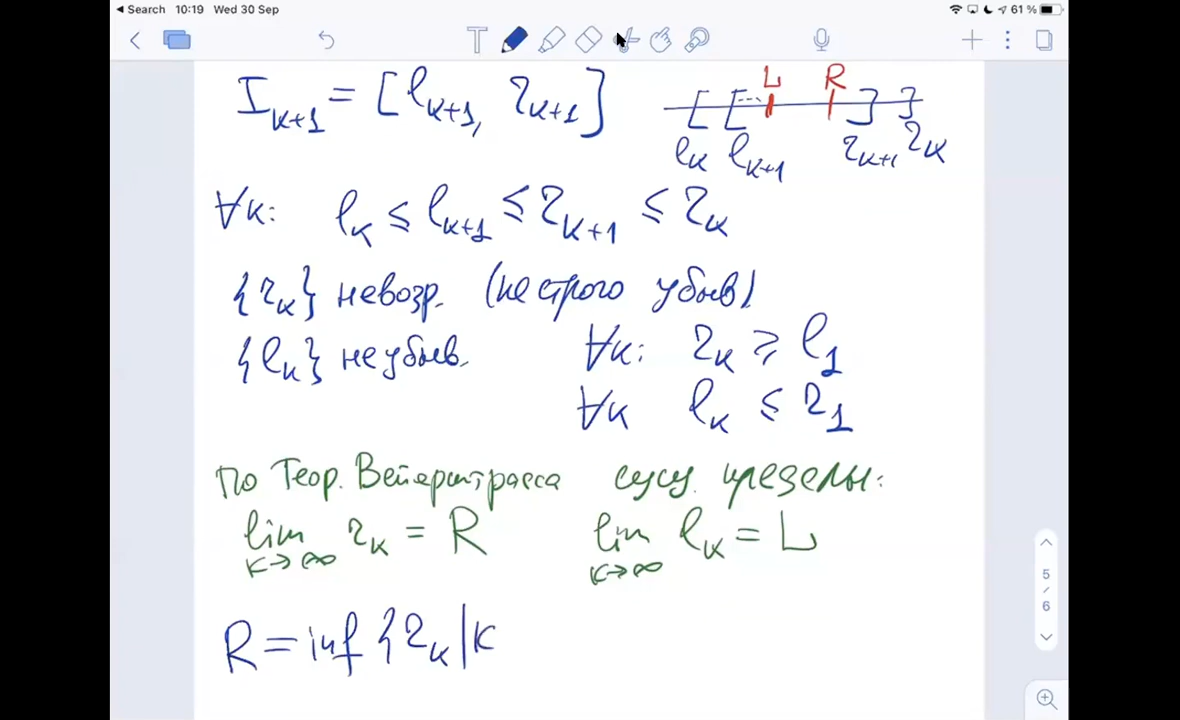 Search 10:19 Wed 30 Sep 61 %
T
I_{k+1} = [l_{k+1}, r_{k+1}]
L R
[ [ ... ] ]
l_k l_{k+1} r_{k+1} r_k
∀k: l_k ≤ l_{k+1} ≤ r_{k+1} ≤ r_k
{r_k} невозр. (нестрого убыв)
{l_k} неубыв. ∀k: r_k ≥ l_1
∀k l_k ≤ r_1
По Теор. Вейерштрасса сущ. пределы:
lim_{k→∞} r_k = R lim_{k→∞} l_k = L
R = inf {r_k | k
5
/
6